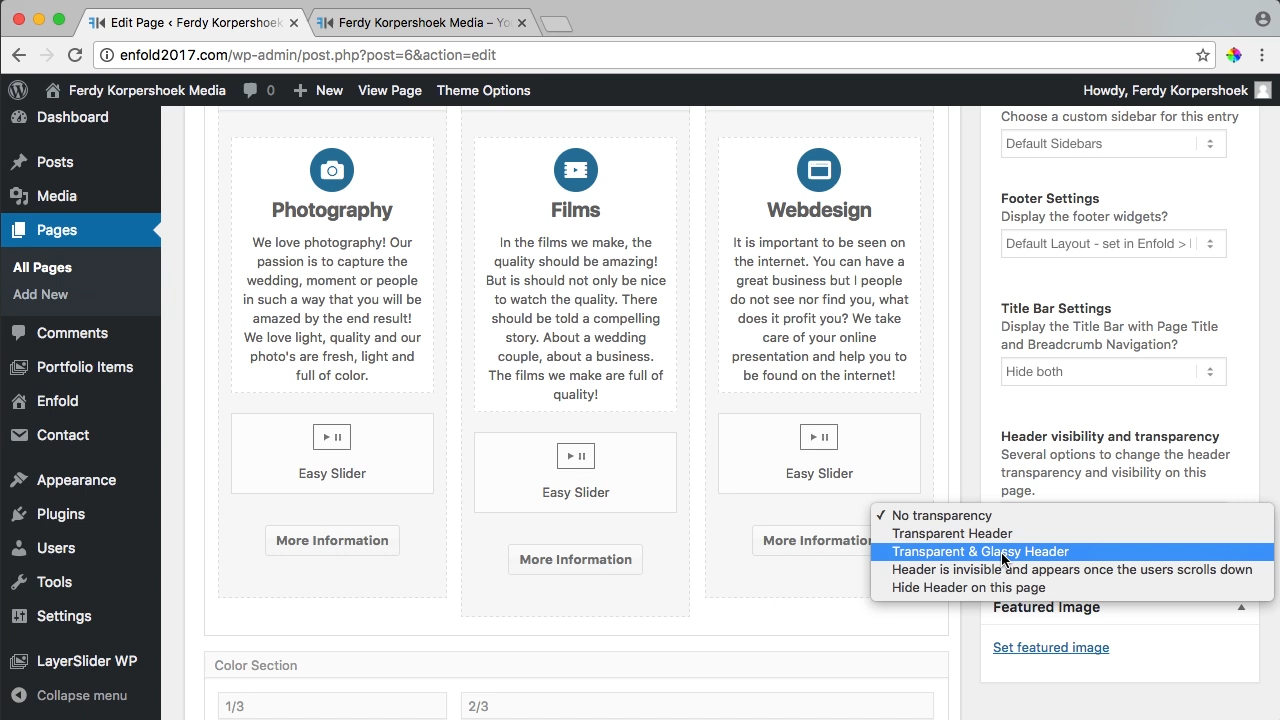 Edit Page ‹ Ferdy Korpershoek
Ferdy Korpershoek Media – Yo
enfold2017.com/wp-admin/post.php?post=6&action=edit
Ferdy Korpershoek Media
0
New
View Page
Theme Options
Howdy, Ferdy Korpershoek
Dashboard
Posts
Media
Pages
All Pages
Add New
Comments
Portfolio Items
Enfold
Contact
Appearance
Plugins
Users
Tools
Settings
LayerSlider WP
Collapse menu
Photography
We love photography! Our
passion is to capture the
wedding, moment or people
in such a way that you will be
amazed by the end result!
We love light, quality and our
photo's are fresh, light and
full of color.
Easy Slider
More Information
Films
In the films we make, the
quality should be amazing!
But is should not only be nice
to watch the quality. There
should be told a compelling
story. About a wedding
couple, about a business.
The films we make are full of
quality!
Easy Slider
More Information
Webdesign
It is important to be seen on
the internet. You can have a
great business but I people
do not see nor find you, what
does it profit you? We take
care of your online
presentation and help you to
be found on the internet!
Easy Slider
More Information
Color Section
1/3
2/3
Choose a custom sidebar for this entry
Default Sidebars
Footer Settings
Display the footer widgets?
Default Layout - set in Enfold >
Title Bar Settings
Display the Title Bar with Page Title
and Breadcrumb Navigation?
Hide both
Header visibility and transparency
Several options to change the header
transparency and visibility on this
page.
✓ No transparency
Transparent Header
Transparent & Glassy Header
Header is invisible and appears once the users scrolls down
Hide Header on this page
Featured Image
Set featured image